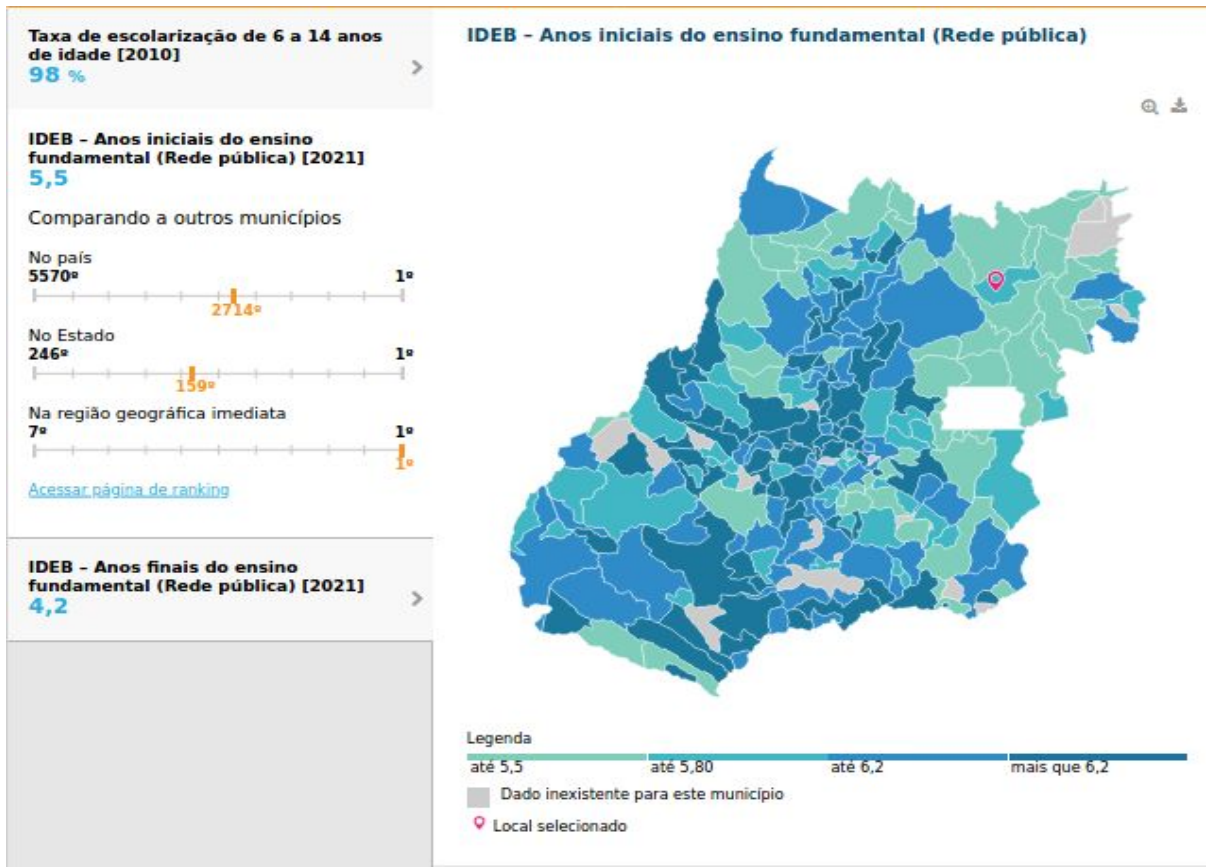 Taxa de escolarização de 6 a 14 anos
de idade [2010]
98 %
IDEB – Anos iniciais do ensino
fundamental (Rede pública) [2021]
5,5
Comparando a outros municípios
No país
5570º 1º
2714º
No Estado
246º 1º
159º
Na região geográfica imediata
7º 1º
1º
Acessar página de ranking
IDEB – Anos finais do ensino
fundamental (Rede pública) [2021]
4,2
IDEB – Anos iniciais do ensino fundamental (Rede pública)
Legenda
até 5,5 até 5,80 até 6,2 mais que 6,2
Dado inexistente para este município
Local selecionado